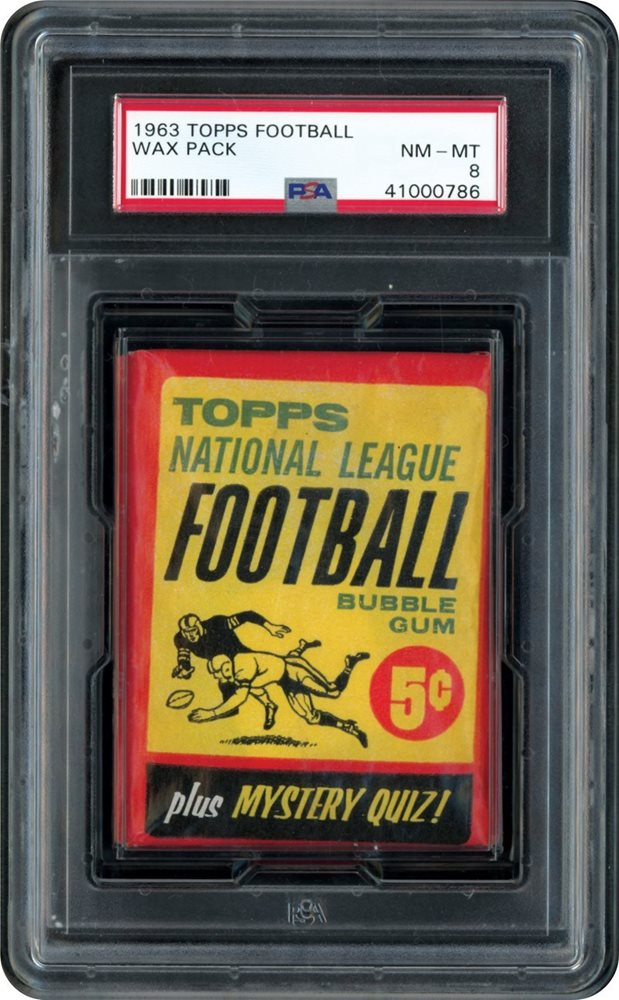 1963 TOPPS FOOTBALL
WAX PACK
NM – MT
8
PSA
41000786
TOPPS
NATIONAL LEAGUE
FOOTBALL
BUBBLE
GUM
5¢
plus MYSTERY QUIZ!
PSA